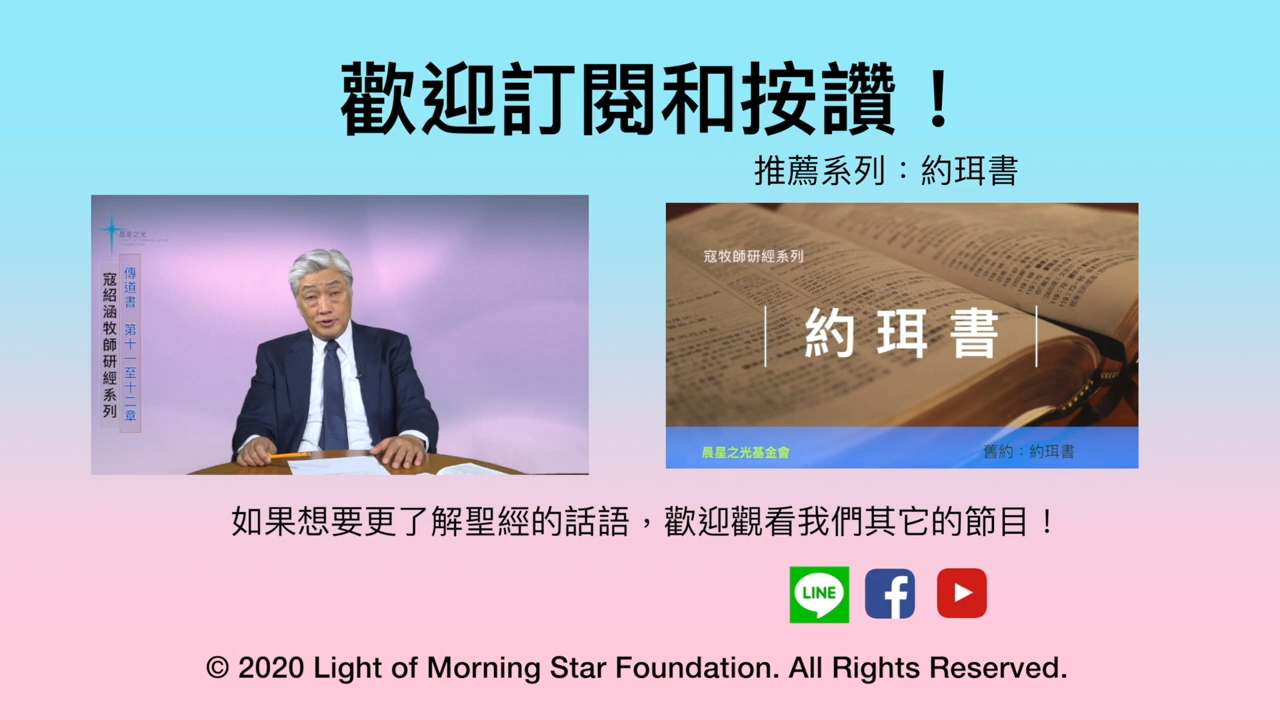 歡迎訂閱和按讚！
推薦系列：約珥書
晨星之光
傳道書 第十一至十二章
寇紹涵牧師研經系列
寇牧師研經系列
約珥書
晨星之光基金會
舊約：約珥書
如果想要更了解聖經的話語，歡迎觀看我們其它的節目！
LINE
© 2020 Light of Morning Star Foundation. All Rights Reserved.